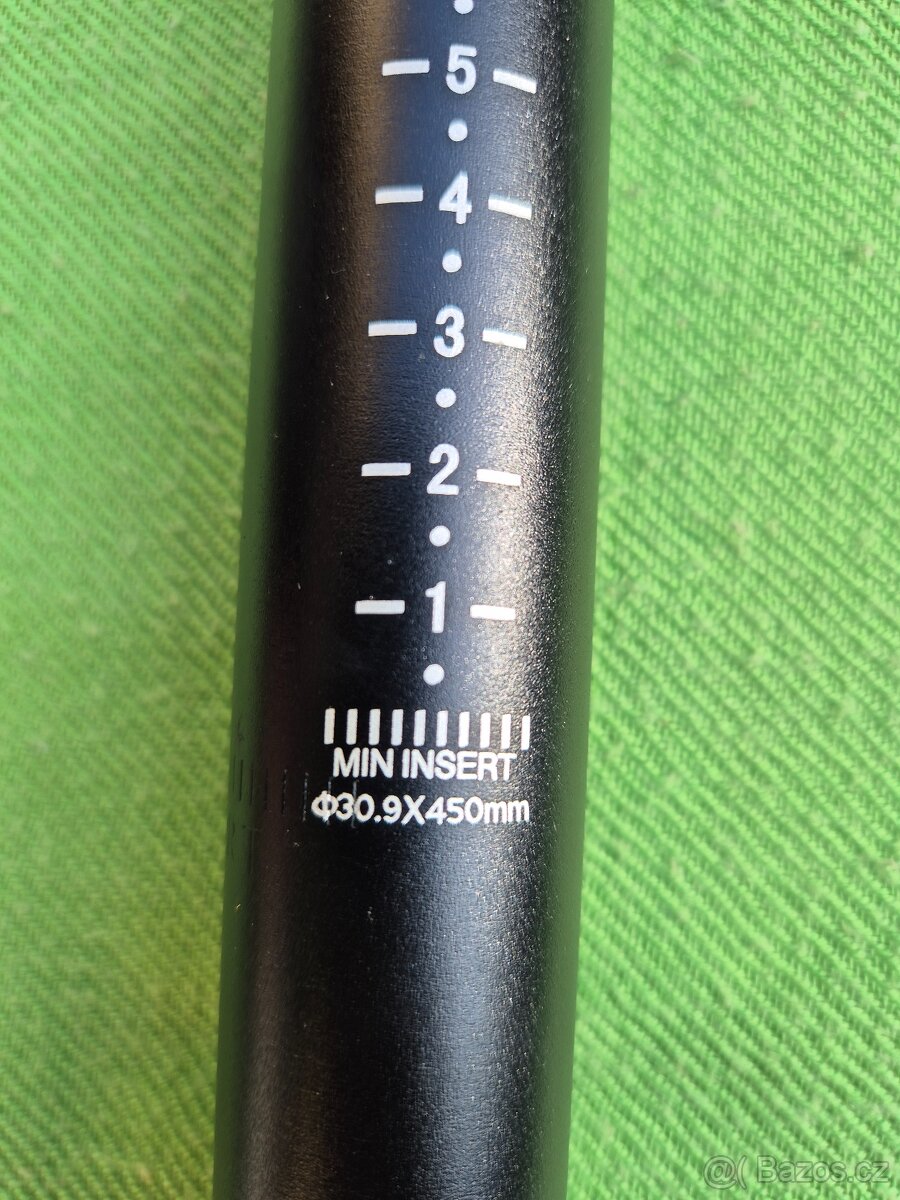 5
4
3
2
1
MIN INSERT
Φ30.9X450mm
@ Bazos.cz